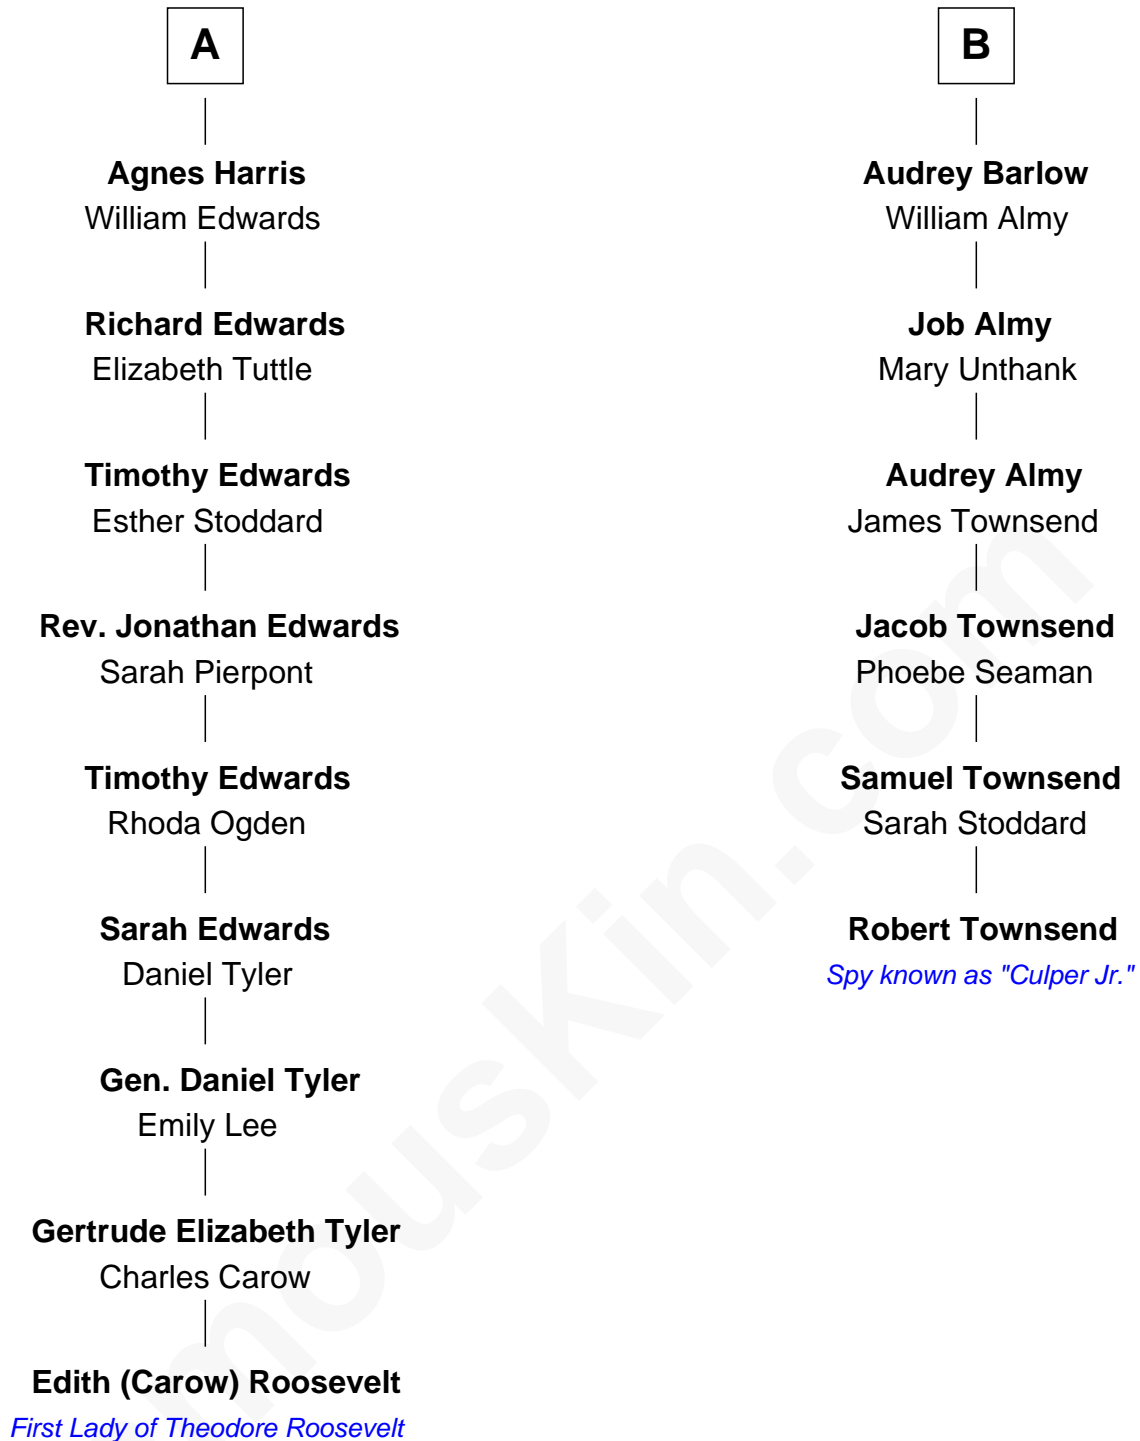 A
Agnes Harris
William Edwards
Richard Edwards
Elizabeth Tuttle
Timothy Edwards
Esther Stoddard
Rev. Jonathan Edwards
Sarah Pierpont
Timothy Edwards
Rhoda Ogden
Sarah Edwards
Daniel Tyler
Gen. Daniel Tyler
Emily Lee
Gertrude Elizabeth Tyler
Charles Carow
Edith (Carow) Roosevelt
First Lady of Theodore Roosevelt
B
Audrey Barlow
William Almy
Job Almy
Mary Unthank
Audrey Almy
James Townsend
Jacob Townsend
Phoebe Seaman
Samuel Townsend
Sarah Stoddard
Robert Townsend
Spy known as "Culper Jr."
mousKin.com